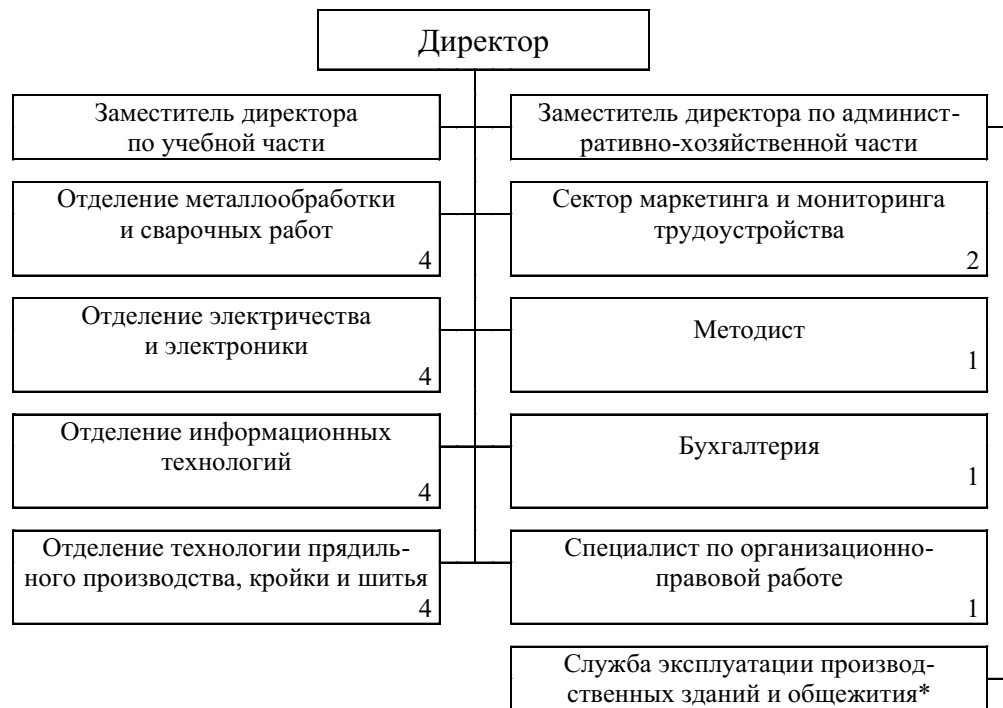 Директор
Заместитель директора
по учебной части
Заместитель директора по админист-
ративно-хозяйственной части
Отделение металлообработки
и сварочных работ
4
Сектор маркетинга и мониторинга
трудоустройства
2
Отделение электричества
и электроники
4
Методист
1
Отделение информационных
технологий
4
Бухгалтерия
1
Отделение технологии прядиль-
ного производства, кройки и шитья
4
Специалист по организационно-
правовой работе
1
Служба эксплуатации производ-
ственных зданий и общежития*